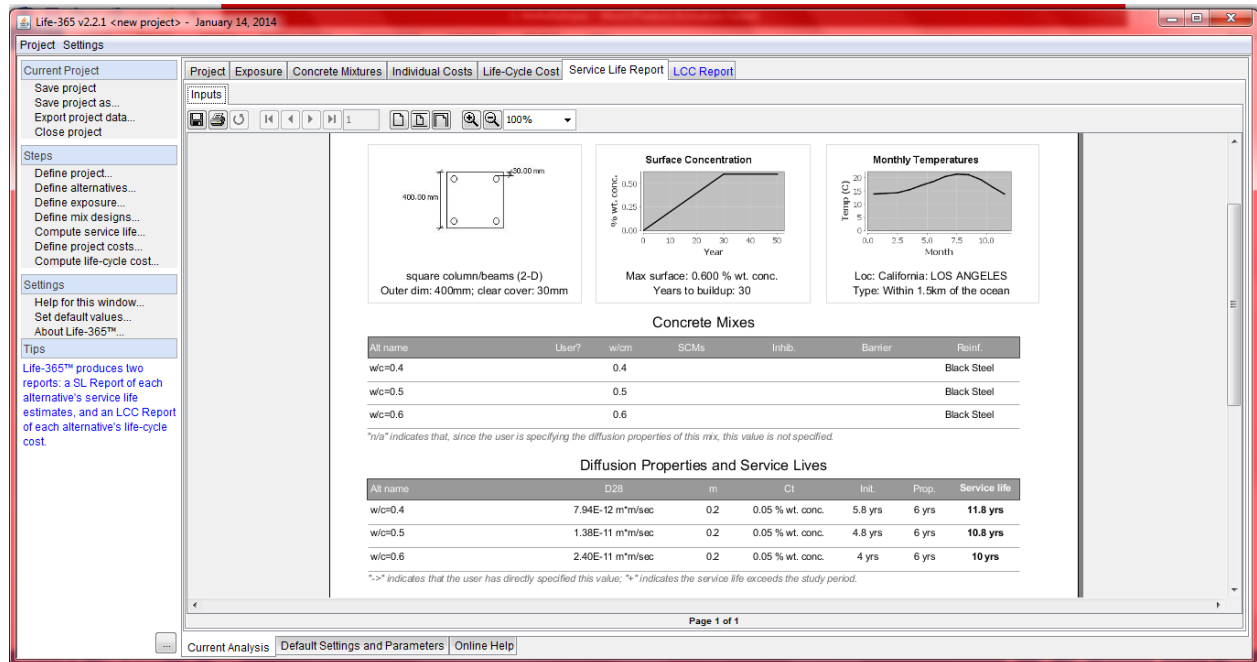 Life-365 v2.2.1 <new project> - January 14, 2014
Project Settings
Current Project
Save project
Save project as...
Export project data...
Close project
Steps
Define project...
Define alternatives...
Define exposure...
Define mix designs...
Compute service life...
Define project costs...
Compute life-cycle cost...
Settings
Help for this window...
Set default values...
About Life-365™...
Tips
Life-365™ produces two
reports: a SL Report of each
alternative's service life
estimates, and an LCC Report
of each alternative's life-cycle
cost.
...
Project Exposure Concrete Mixtures Individual Costs Life-Cycle Cost Service Life Report LCC Report
Inputs
1 100%
30.00 mm
400.00 mm
square column/beams (2-D)
Outer dim: 400mm; clear cover: 30mm
Surface Concentration
% wt. conc.
0.50
0.25
0.00
0 10 20 30 40 50
Year
Max surface: 0.600 % wt. conc.
Years to buildup: 30
Monthly Temperatures
Temp (C)
20
15
10
5
0
0.0 2.5 5.0 7.5 10.0
Month
Loc: California: LOS ANGELES
Type: Within 1.5km of the ocean
Concrete Mixes
Alt name User? w/cm SCMs Inhib. Barrier Reinf.
w/c=0.4 0.4 Black Steel
w/c=0.5 0.5 Black Steel
w/c=0.6 0.6 Black Steel
"n/a" indicates that, since the user is specifying the diffusion properties of this mix, this value is not specified.
Diffusion Properties and Service Lives
Alt name D28 m Ct Init. Prop. Service life
w/c=0.4 7.94E-12 m*m/sec 0.2 0.05 % wt. conc. 5.8 yrs 6 yrs 11.8 yrs
w/c=0.5 1.38E-11 m*m/sec 0.2 0.05 % wt. conc. 4.8 yrs 6 yrs 10.8 yrs
w/c=0.6 2.40E-11 m*m/sec 0.2 0.05 % wt. conc. 4 yrs 6 yrs 10 yrs
"->" indicates that the user has directly specified this value; "+" indicates the service life exceeds the study period.
Page 1 of 1
Current Analysis Default Settings and Parameters Online Help